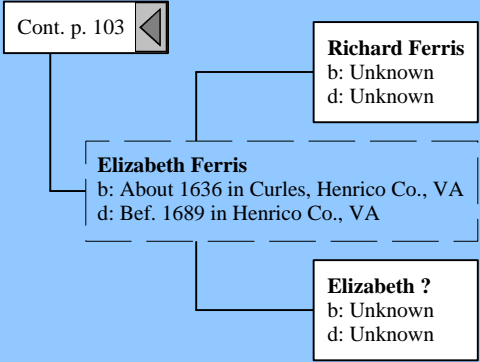 Cont. p. 103
Richard Ferris
b: Unknown
d: Unknown
Elizabeth Ferris
b: About 1636 in Curles, Henrico Co., VA
d: Bef. 1689 in Henrico Co., VA
Elizabeth ?
b: Unknown
d: Unknown